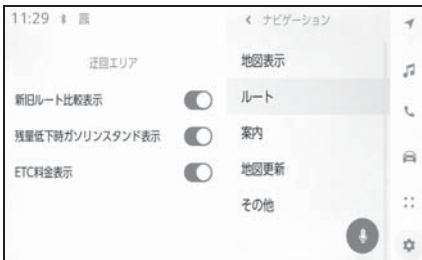 11:29
迂回エリア
新旧ルート比較表示
残量低下時ガソリンスタンド表示
ETC料金表示
< ナビゲーション
地図表示
ルート
案内
地図更新
その他